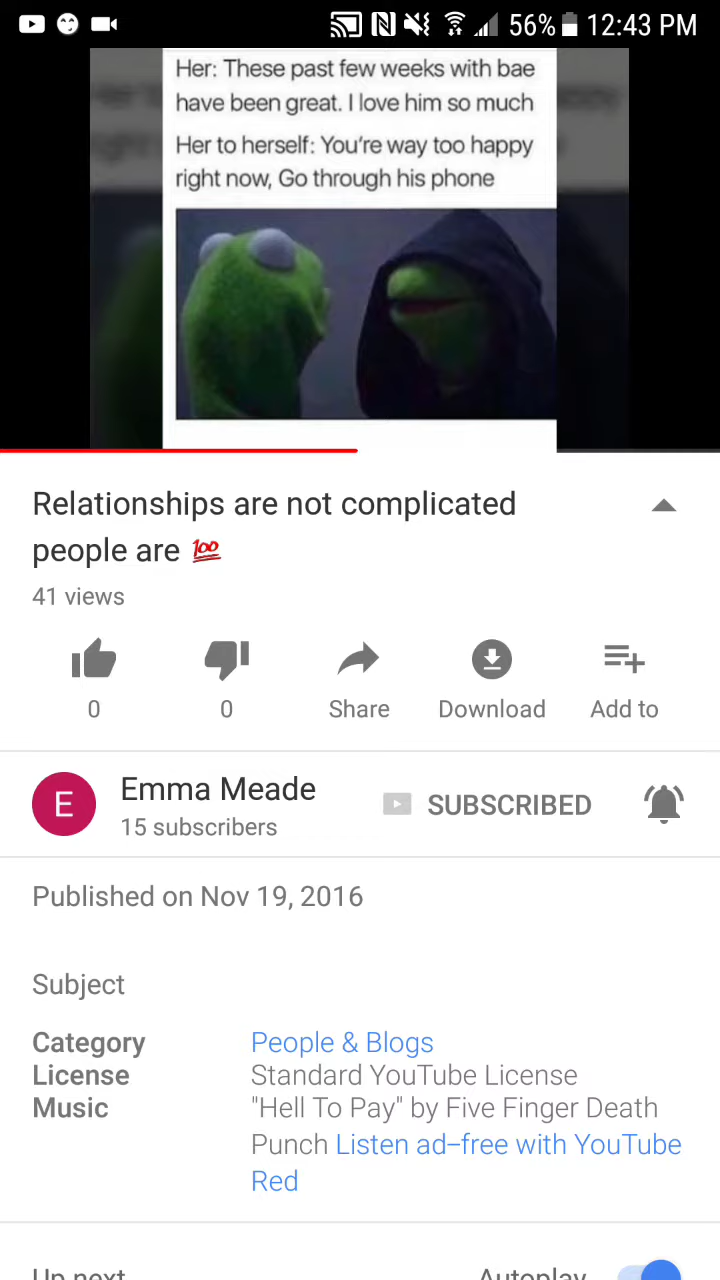 56% 12:43 PM
Her: These past few weeks with bae
have been great. I love him so much
Her to herself: You're way too happy
right now, Go through his phone
Relationships are not complicated
people are 💯
41 views
0 0 Share Download Add to
E Emma Meade SUBSCRIBED
15 subscribers
Published on Nov 19, 2016
Subject
Category People & Blogs
License Standard YouTube License
Music "Hell To Pay" by Five Finger Death
Punch Listen ad-free with YouTube
Red
Up next Autoplay